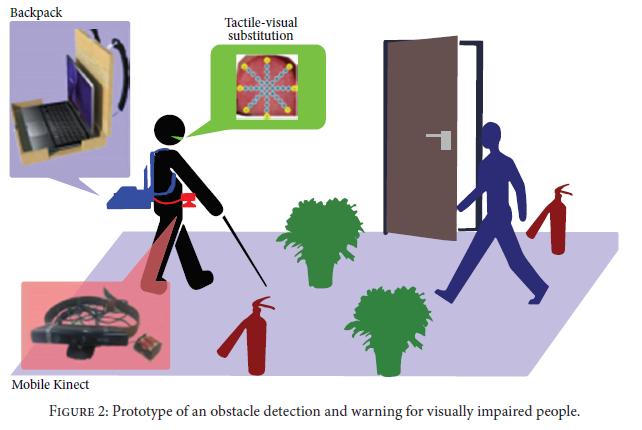 Backpack
Tactile-visual
substitution
Mobile Kinect
FIGURE 2: Prototype of an obstacle detection and warning for visually impaired people.